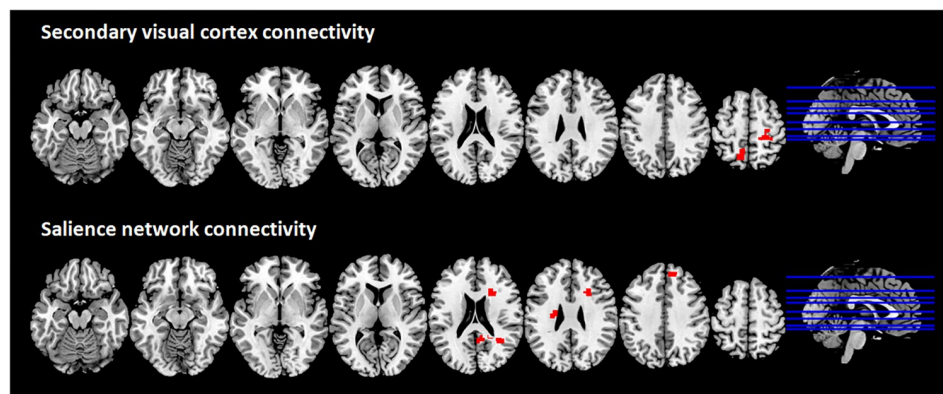 Secondary visual cortex connectivity
Salience network connectivity